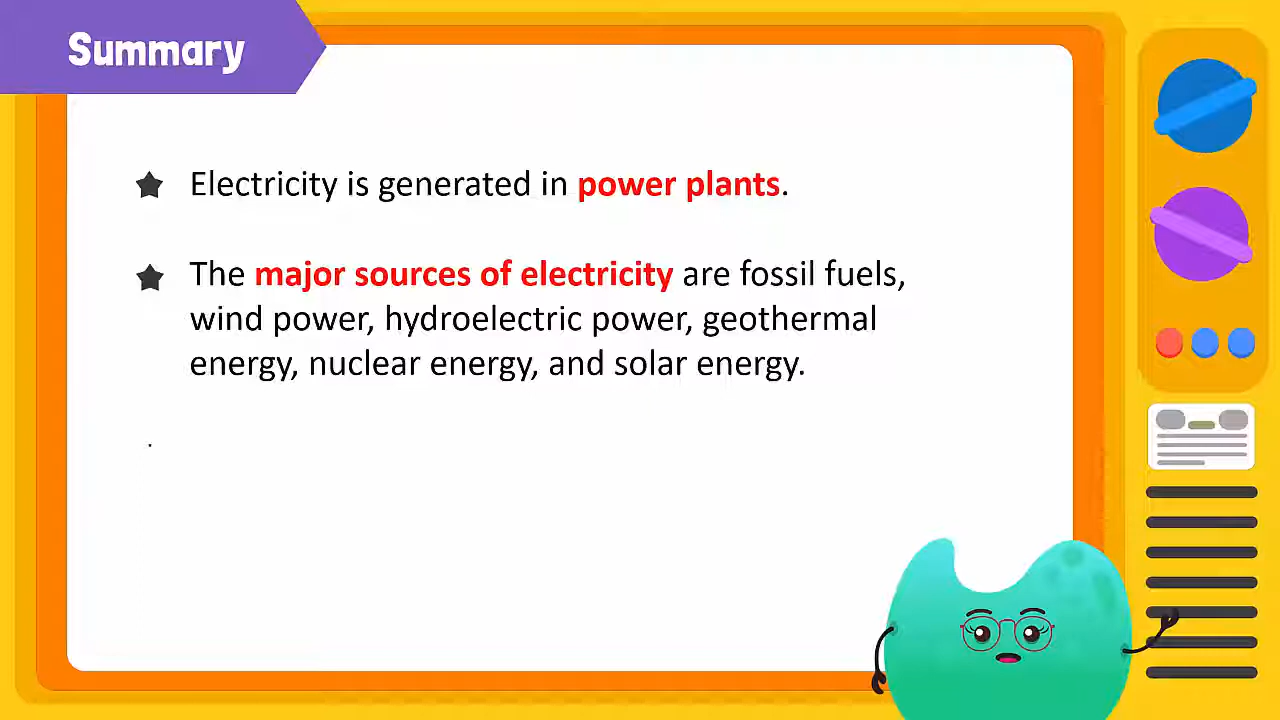 Summary
Electricity is generated in power plants.
The major sources of electricity are fossil fuels,
wind power, hydroelectric power, geothermal
energy, nuclear energy, and solar energy.